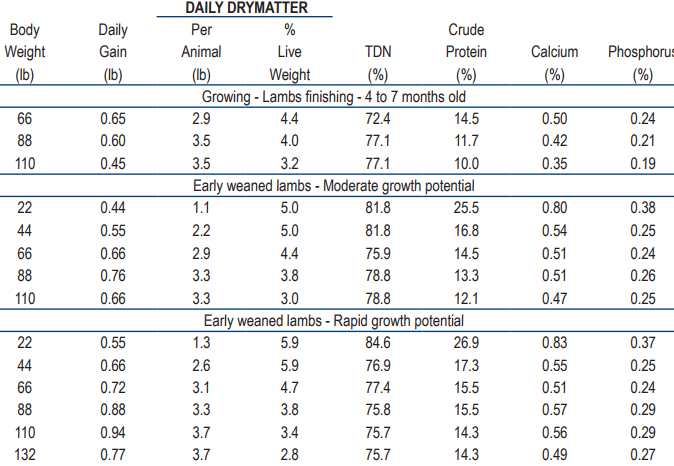 DAILY DRYMATTER
Body Daily Per % Crude
Weight Gain Animal Live TDN Protein Calcium Phosphorus
(lb) (lb) (lb) Weight (%) (%) (%) (%)
Growing - Lambs finishing - 4 to 7 months old
66 0.65 2.9 4.4 72.4 14.5 0.50 0.24
88 0.60 3.5 4.0 77.1 11.7 0.42 0.21
110 0.45 3.5 3.2 77.1 10.0 0.35 0.19
Early weaned lambs - Moderate growth potential
22 0.44 1.1 5.0 81.8 25.5 0.80 0.38
44 0.55 2.2 5.0 81.8 16.8 0.54 0.25
66 0.66 2.9 4.4 75.9 14.5 0.51 0.24
88 0.76 3.3 3.8 78.8 13.3 0.51 0.26
110 0.66 3.3 3.0 78.8 12.1 0.47 0.25
Early weaned lambs - Rapid growth potential
22 0.55 1.3 5.9 84.6 26.9 0.83 0.37
44 0.66 2.6 5.9 76.9 17.3 0.55 0.25
66 0.72 3.1 4.7 77.4 15.5 0.51 0.24
88 0.88 3.3 3.8 75.8 15.5 0.57 0.29
110 0.94 3.7 3.4 75.7 14.3 0.56 0.29
132 0.77 3.7 2.8 75.7 14.3 0.49 0.27